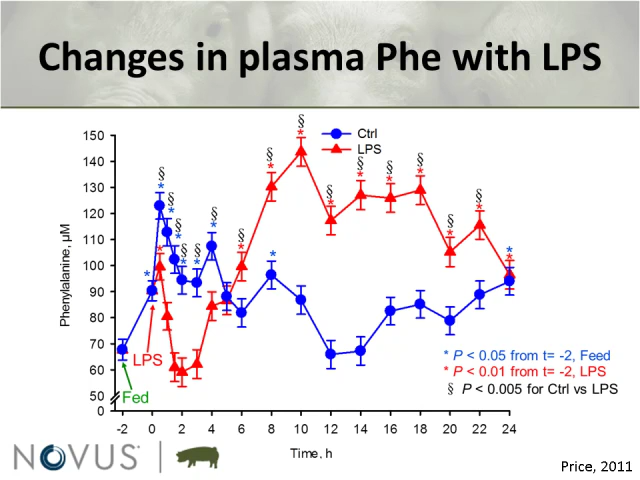 Changes in plasma Phe with LPS
Phenylalanine, µM
150
140
130
120
110
100
90
80
70
60
50
0
Ctrl
LPS
§ § § § § § § § § § § § § §
* * * * * * * * * * * * * * * *
LPS
Fed
* P < 0.05 from t= -2, Feed
* P < 0.01 from t= -2, LPS
§ P < 0.005 for Ctrl vs LPS
-2 0 2 4 6 8 10 12 14 16 18 20 22 24
Time, h
NOVUS
Price, 2011